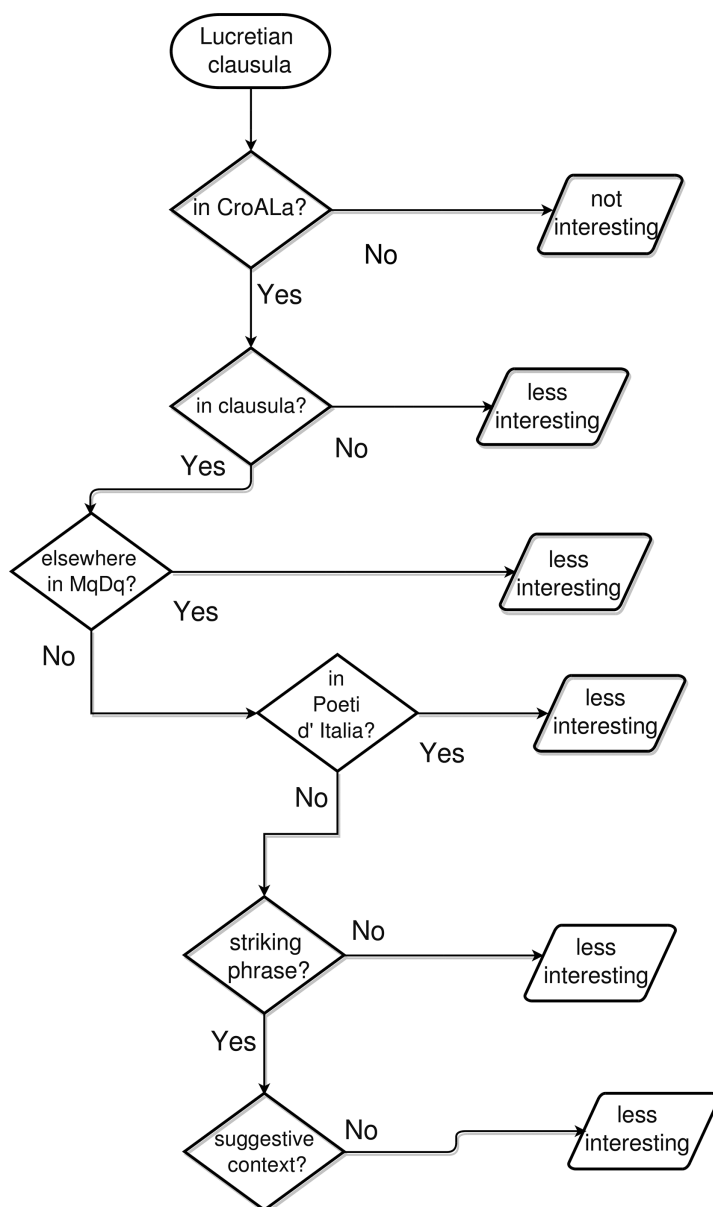 Lucretian
clausula
in CroALa?
not
interesting
No
Yes
in clausula?
less
interesting
No
Yes
elsewhere
in MqDq?
less
interesting
Yes
No
in
Poeti
d' Italia?
less
interesting
Yes
No
striking
phrase?
No
less
interesting
Yes
suggestive
context?
No
less
interesting